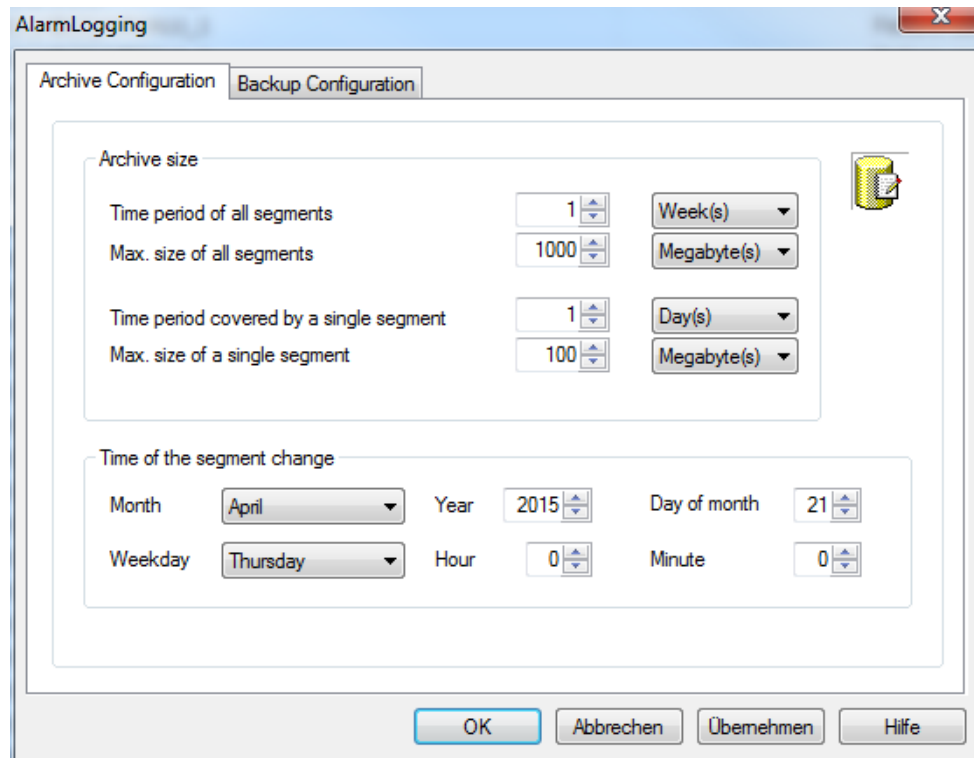 AlarmLogging
Archive Configuration Backup Configuration
Archive size
Time period of all segments 1 Week(s)
Max. size of all segments 1000 Megabyte(s)
Time period covered by a single segment 1 Day(s)
Max. size of a single segment 100 Megabyte(s)
Time of the segment change
Month April Year 2015 Day of month 21
Weekday Thursday Hour 0 Minute 0
OK Abbrechen Übernehmen Hilfe